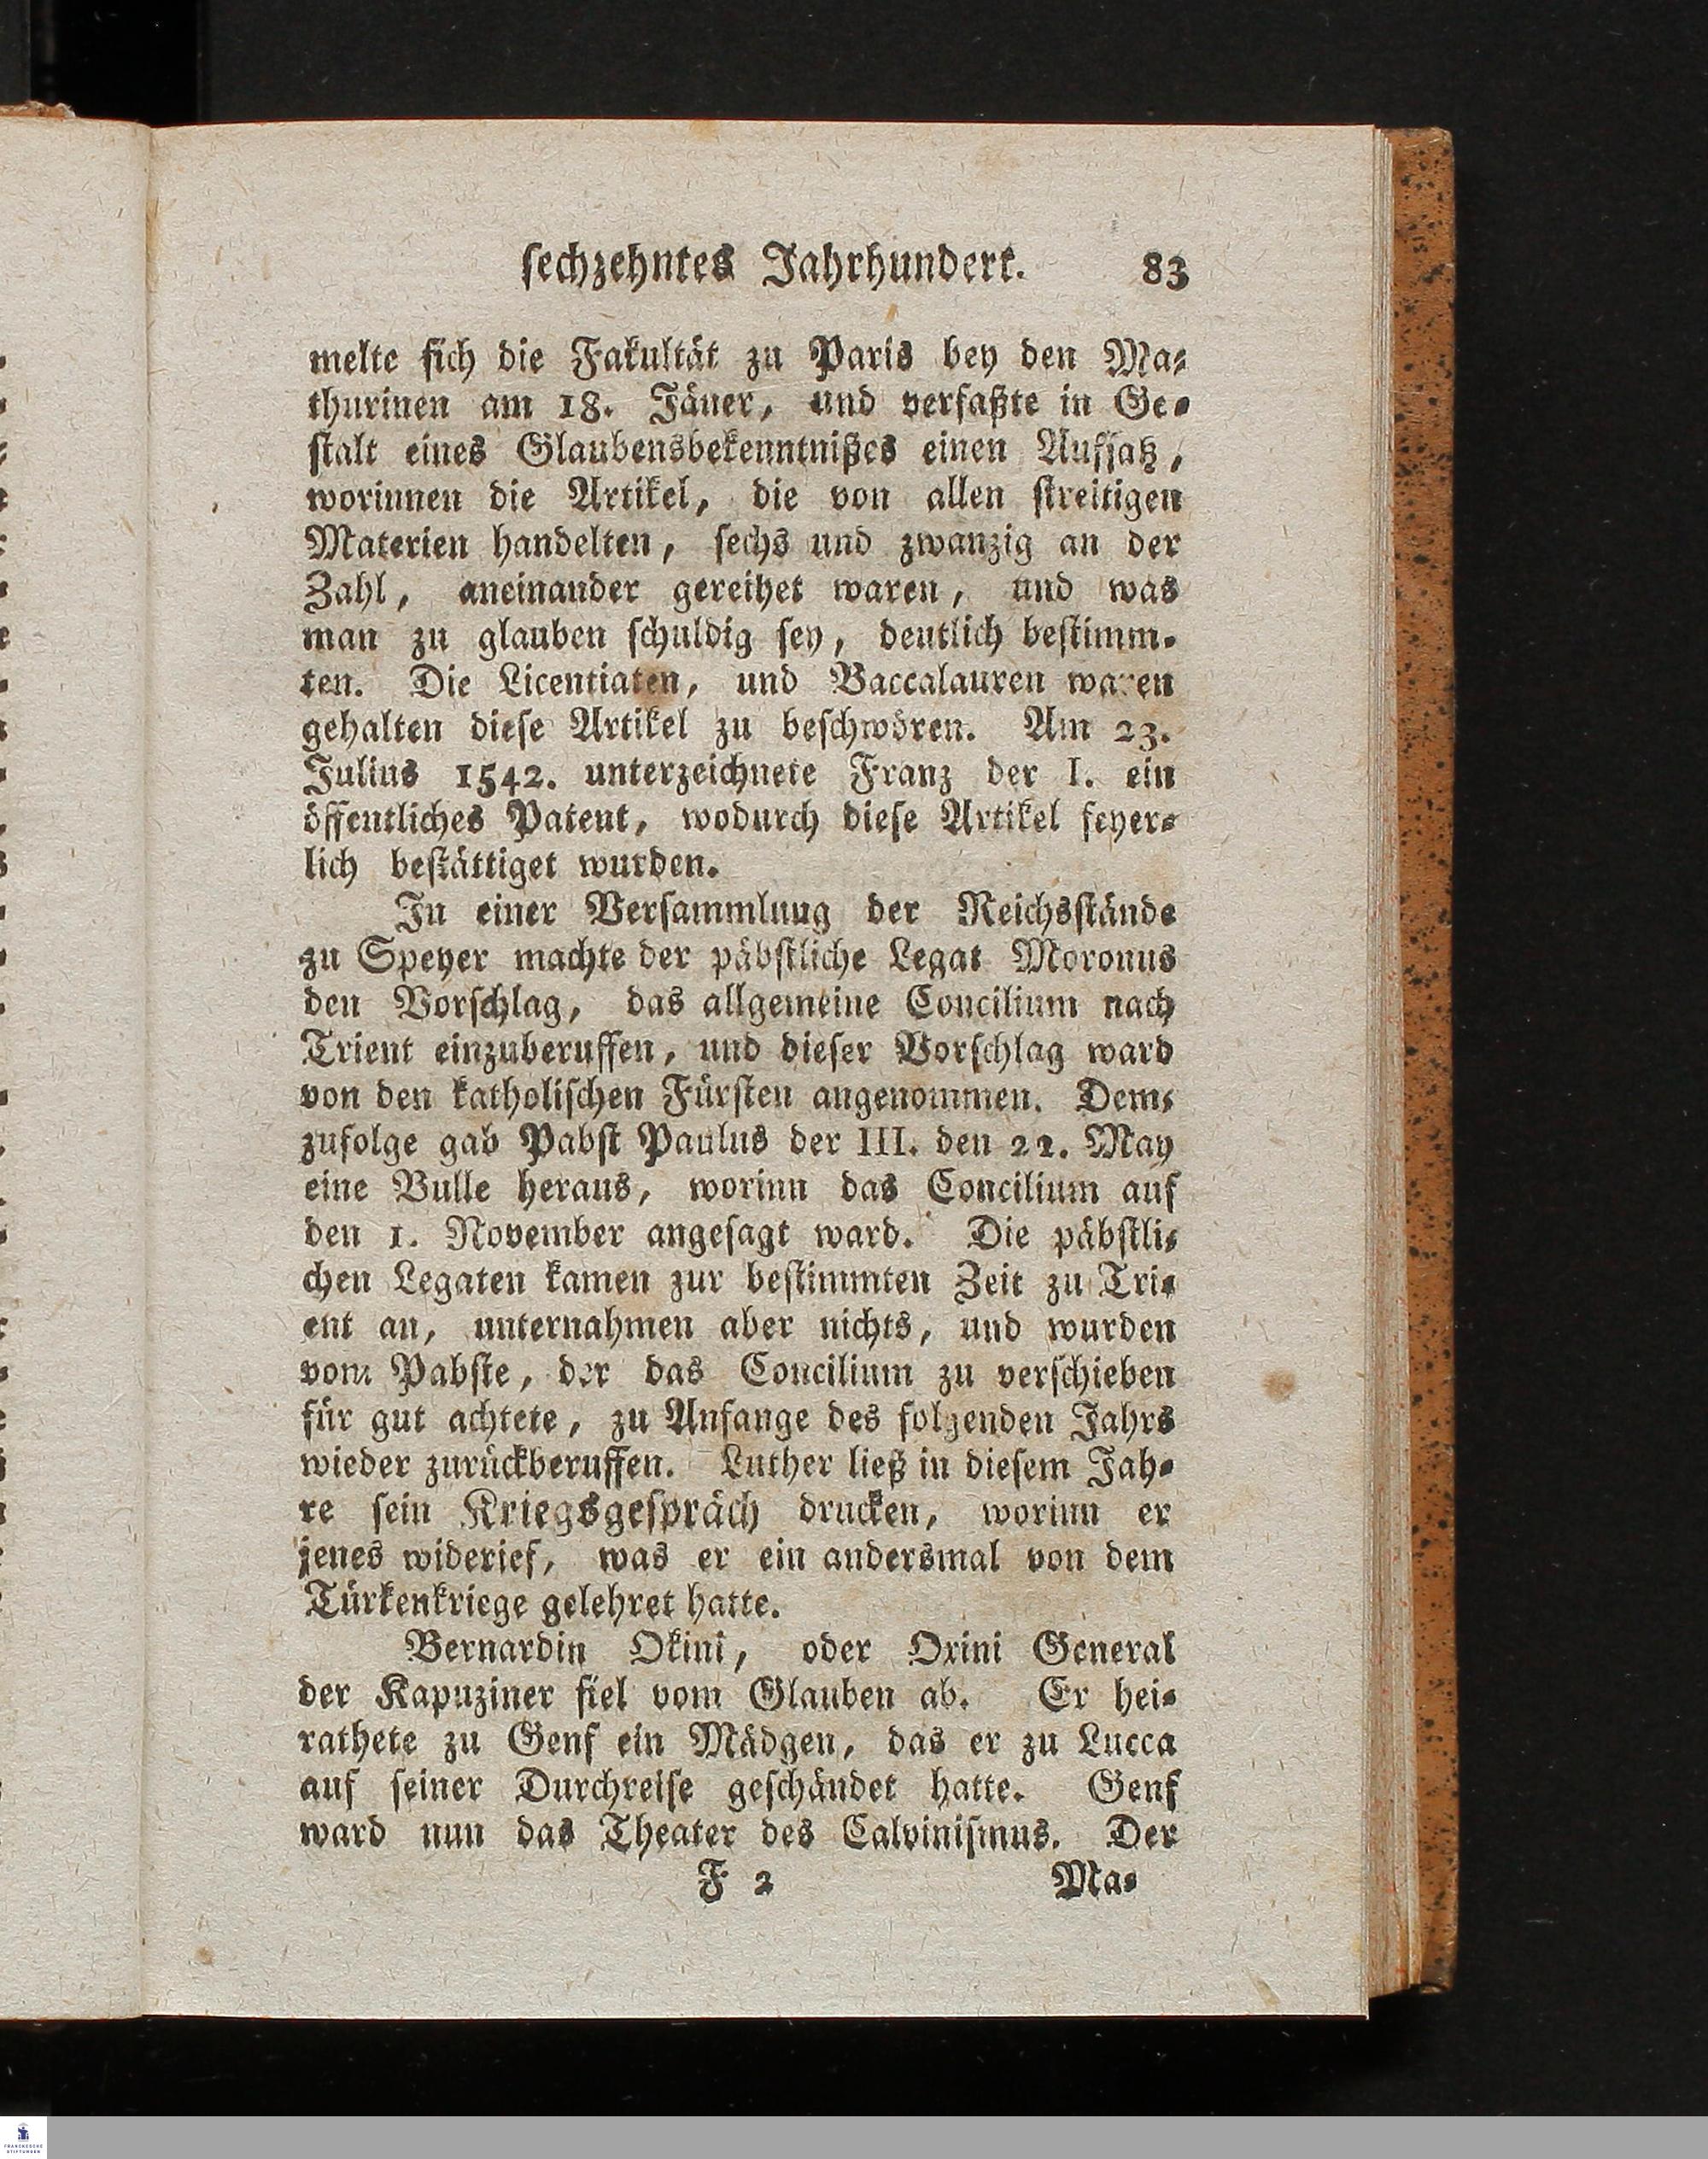 sechzehntes Jahrhundert. 83
melte sich die Fakultät zu Paris bey den Ma-
thurinen am 18. Jäner, und verfaßte in Ge-
stalt eines Glaubensbekenntnißes einen Aufsatz,
worinnen die Artikel, die von allen streitigen
Materien handelten, sechs und zwanzig an der
Zahl, aneinander gereihet waren, und was
man zu glauben schuldig sey, deutlich bestimm-
ten. Die Licentiaten, und Baccalauren waren
gehalten diese Artikel zu beschwören. Am 23.
Julius 1542. unterzeichnete Franz der I. ein
öffentliches Patent, wodurch diese Artikel feyer-
lich bestättiget wurden.
In einer Versammlung der Reichsstände
zu Speyer machte der päbstliche Legat Moronus
den Vorschlag, das allgemeine Concilium nach
Trient einzuberuffen, und dieser Vorschlag ward
von den katholischen Fürsten angenommen. Dem-
zufolge gab Pabst Paulus der III. den 22. May
eine Bulle heraus, worinn das Concilium auf
den 1. November angesagt ward. Die päbstli-
chen Legaten kamen zur bestimmten Zeit zu Tri-
ent an, unternahmen aber nichts, und wurden
vom Pabste, der das Concilium zu verschieben
für gut achtete, zu Anfange des folgenden Jahrs
wieder zurückberuffen. Luther ließ in diesem Jah-
re sein Kriegsgespräch drucken, worinn er
jenes widerief, was er ein andersmal von dem
Türkenkriege gelehret hatte.
Bernardin Okini, oder Oxini General
der Kapuziner fiel vom Glauben ab. Er hei-
rathete zu Genf ein Mädgen, das er zu Lucca
auf seiner Durchreise geschändet hatte. Genf
ward nun das Theater des Calvinismus. Der
F 2 Ma-
FRANCKESCHE
STIFTUNGEN